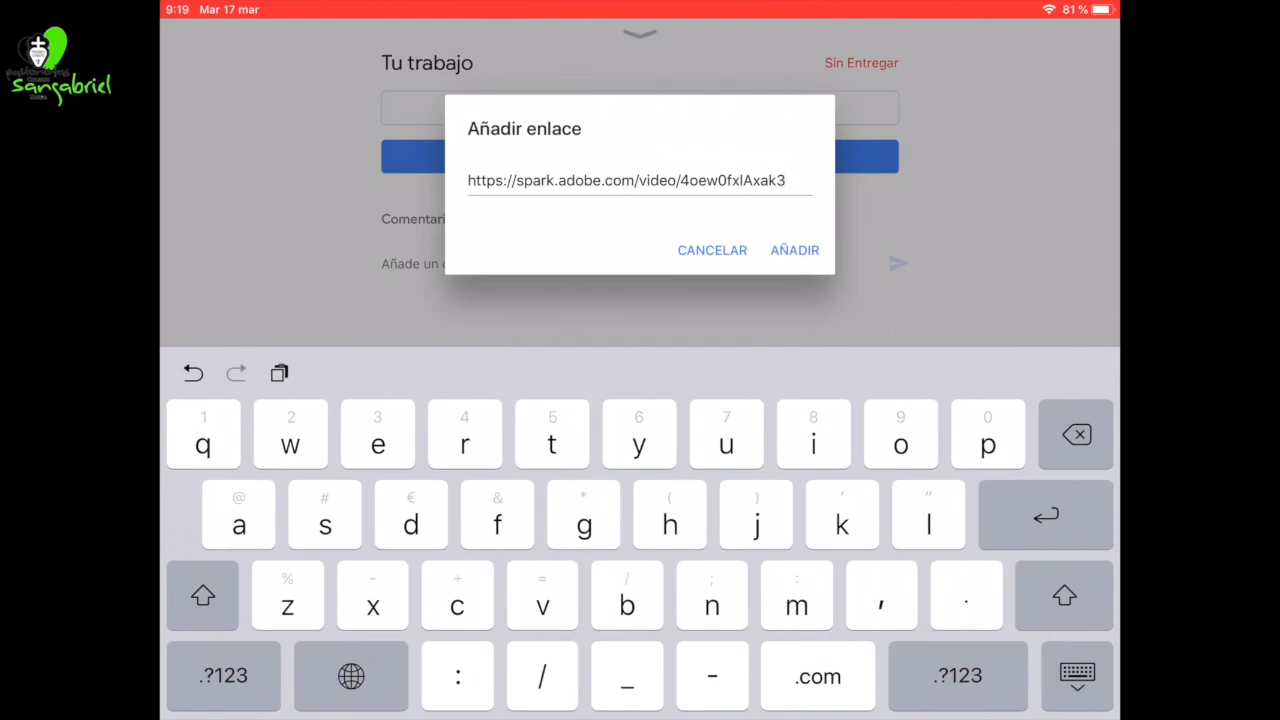 9:19 Mar 17 mar 81 %
sangabriel
Tu trabajo
Sin Entregar
Añadir enlace
https://spark.adobe.com/video/4oew0fxlAxak3
Comentari
CANCELAR AÑADIR
Añade un c
1 2 3 4 5 6 7 8 9 0
q w e r t y u i o p
@ # € & * ( ) ' "
a s d f g h j k l
% - + = / ; :
z x c v b n m , .
.?123 : / _ - .com .?123